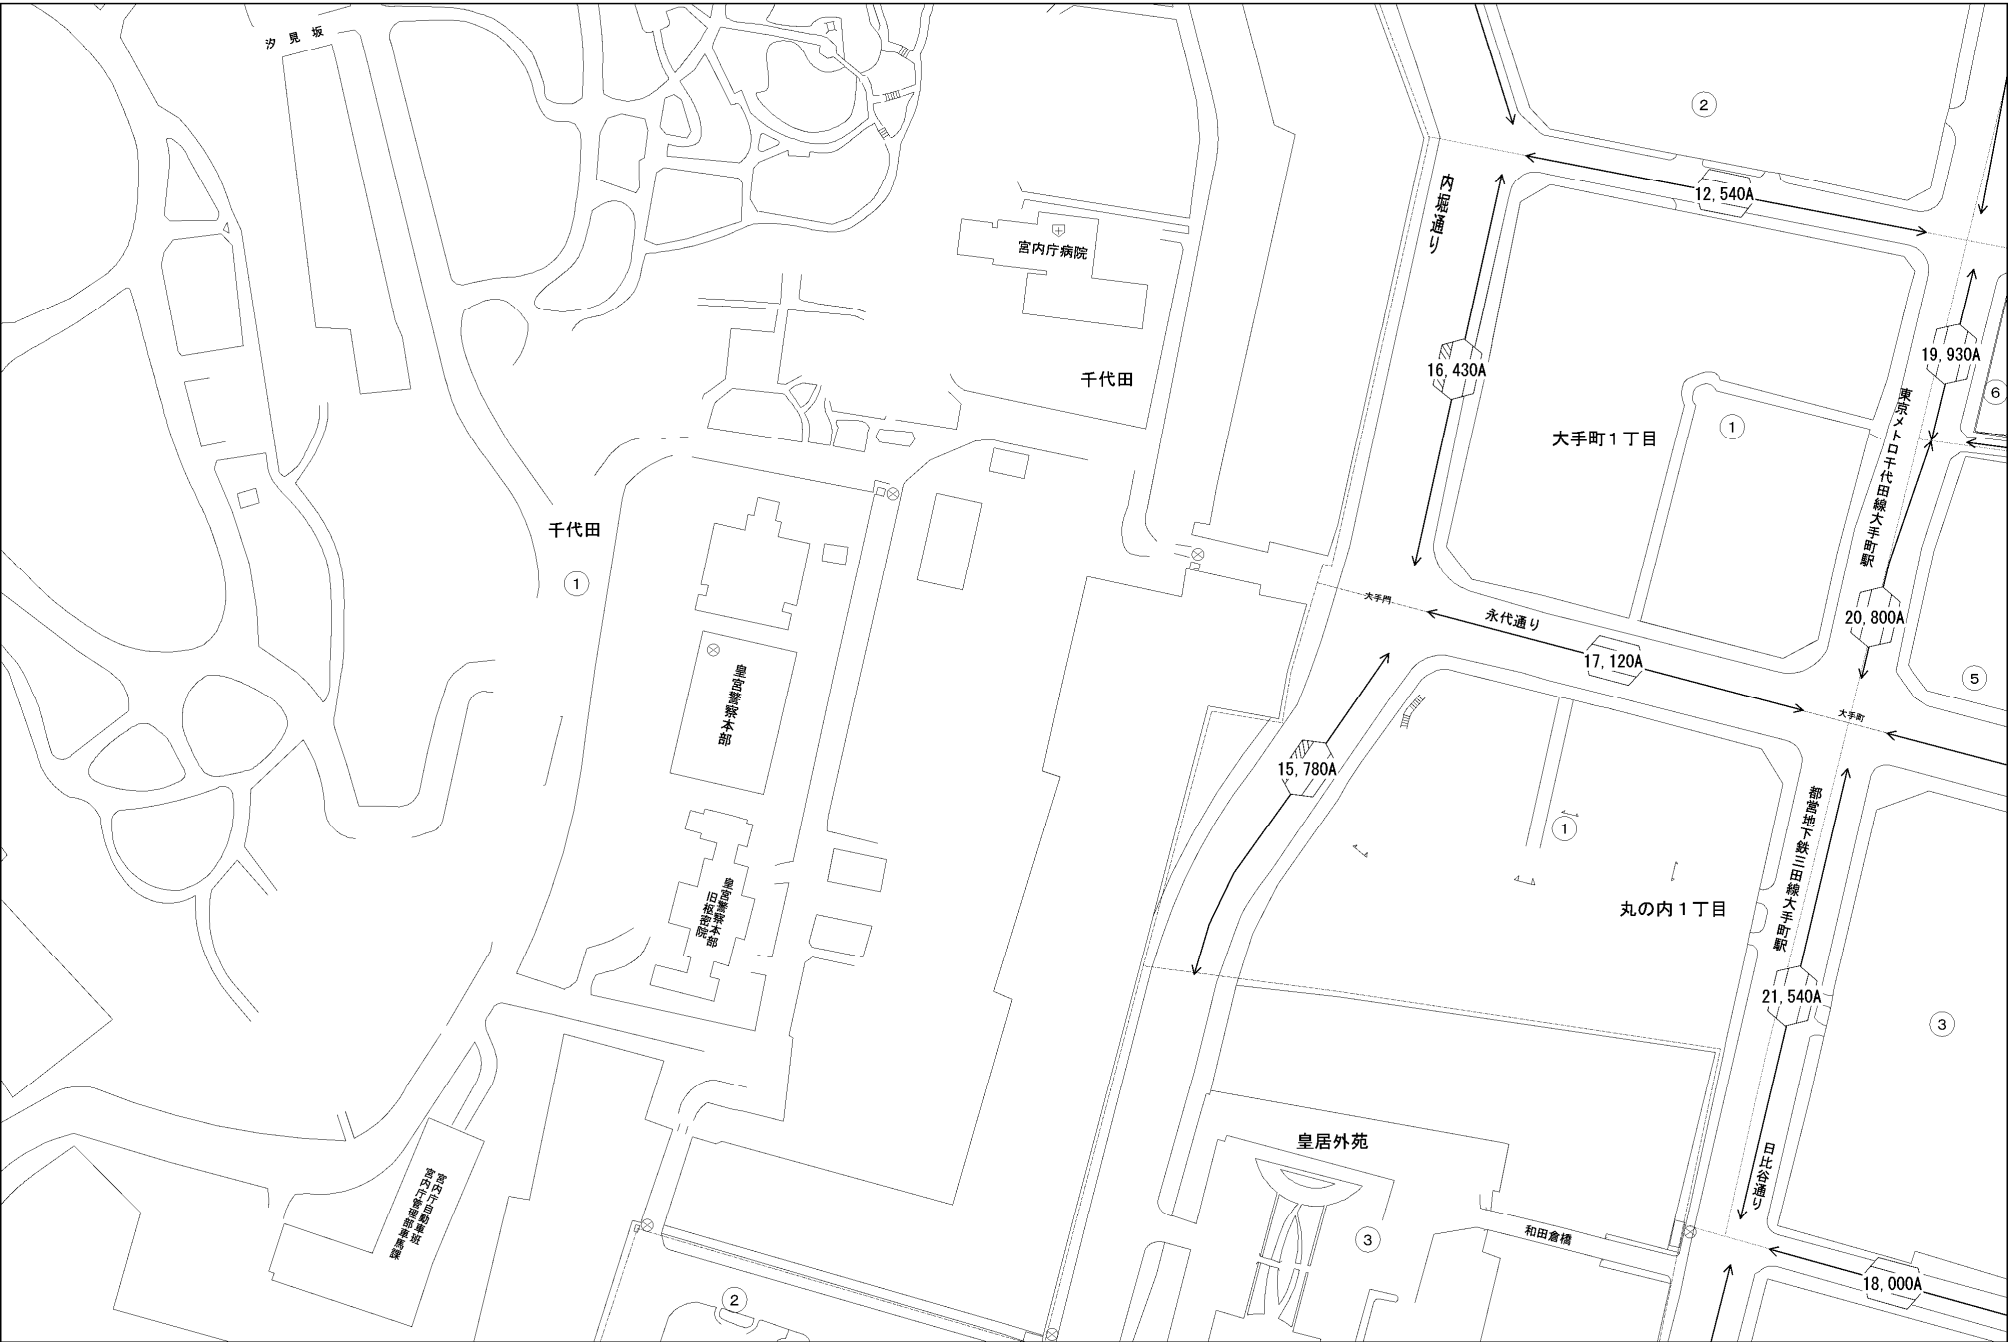 汐見坂
②
内堀通り
12,540A
宮内庁病院
千代田
16,430A
19,930A
⑥
大手町1丁目
①
東京メトロ千代田線大手町駅
千代田
①
大手門
永代通り
17,120A
20,800A
⑤
大手町
皇宮警察本部
15,780A
①
都営地下鉄三田線大手町駅
丸の内1丁目
皇宮警察本部
旧枢密院
21,540A
③
皇居外苑
日比谷通り
宮内庁自動車班
宮内庁管理部車馬課
和田倉橋
③
18,000A
②